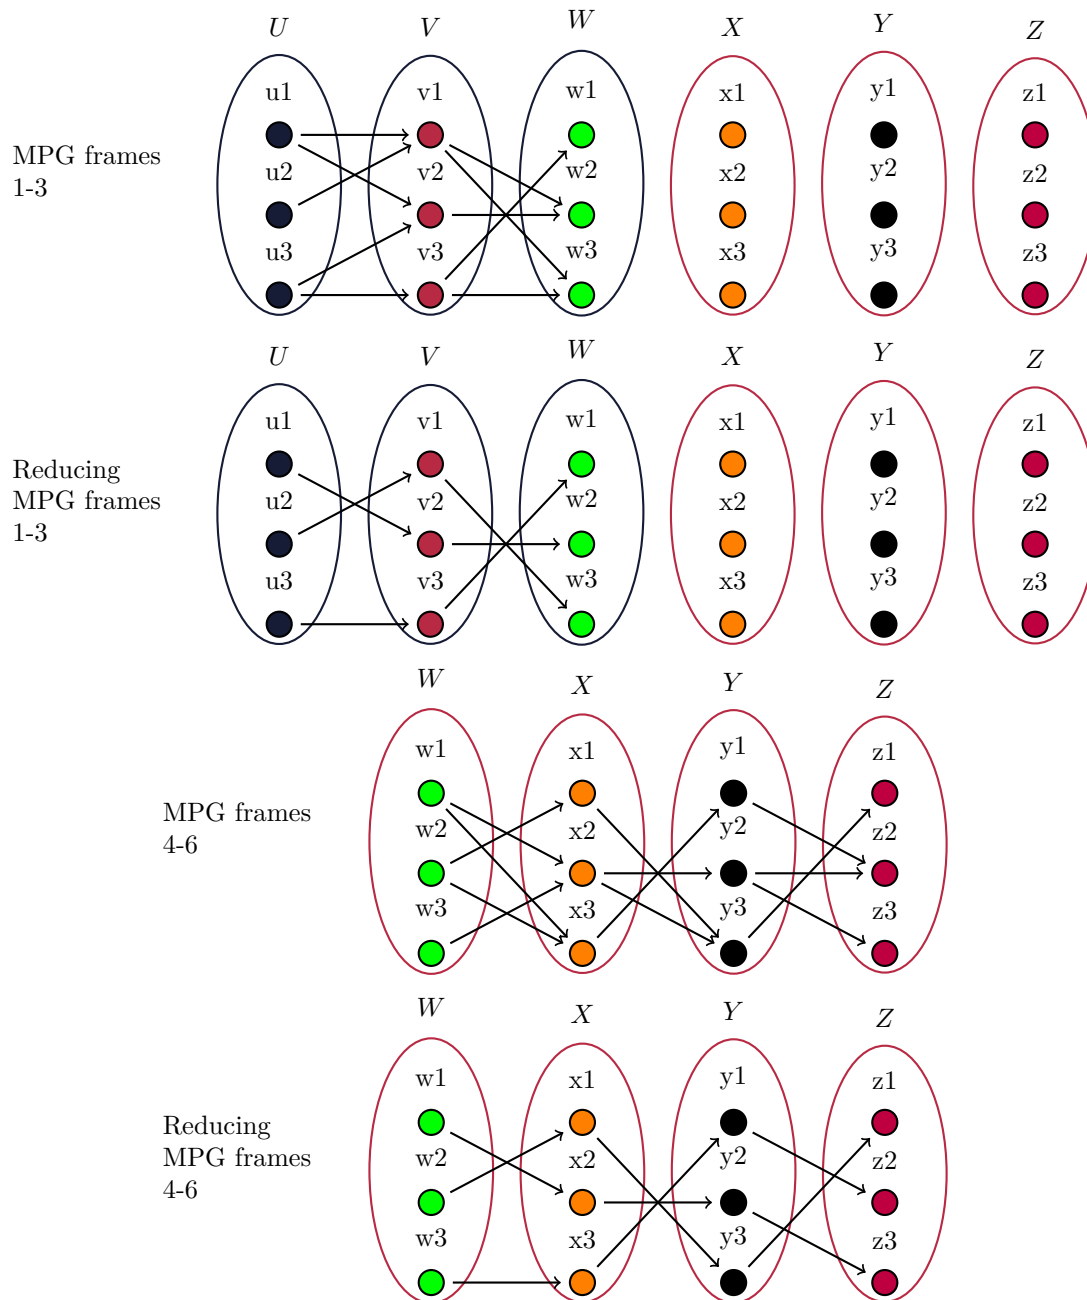 U V W X Y Z
u1 v1 w1 x1 y1 z1
MPG frames
1-3
u2 v2 w2 x2 y2 z2
u3 v3 w3 x3 y3 z3
U V W X Y Z
u1 v1 w1 x1 y1 z1
Reducing
MPG frames
1-3
u2 v2 w2 x2 y2 z2
u3 v3 w3 x3 y3 z3
W X Y Z
w1 x1 y1 z1
MPG frames
4-6
w2 x2 y2 z2
w3 x3 y3 z3
W X Y Z
w1 x1 y1 z1
Reducing
MPG frames
4-6
w2 x2 y2 z2
w3 x3 y3 z3